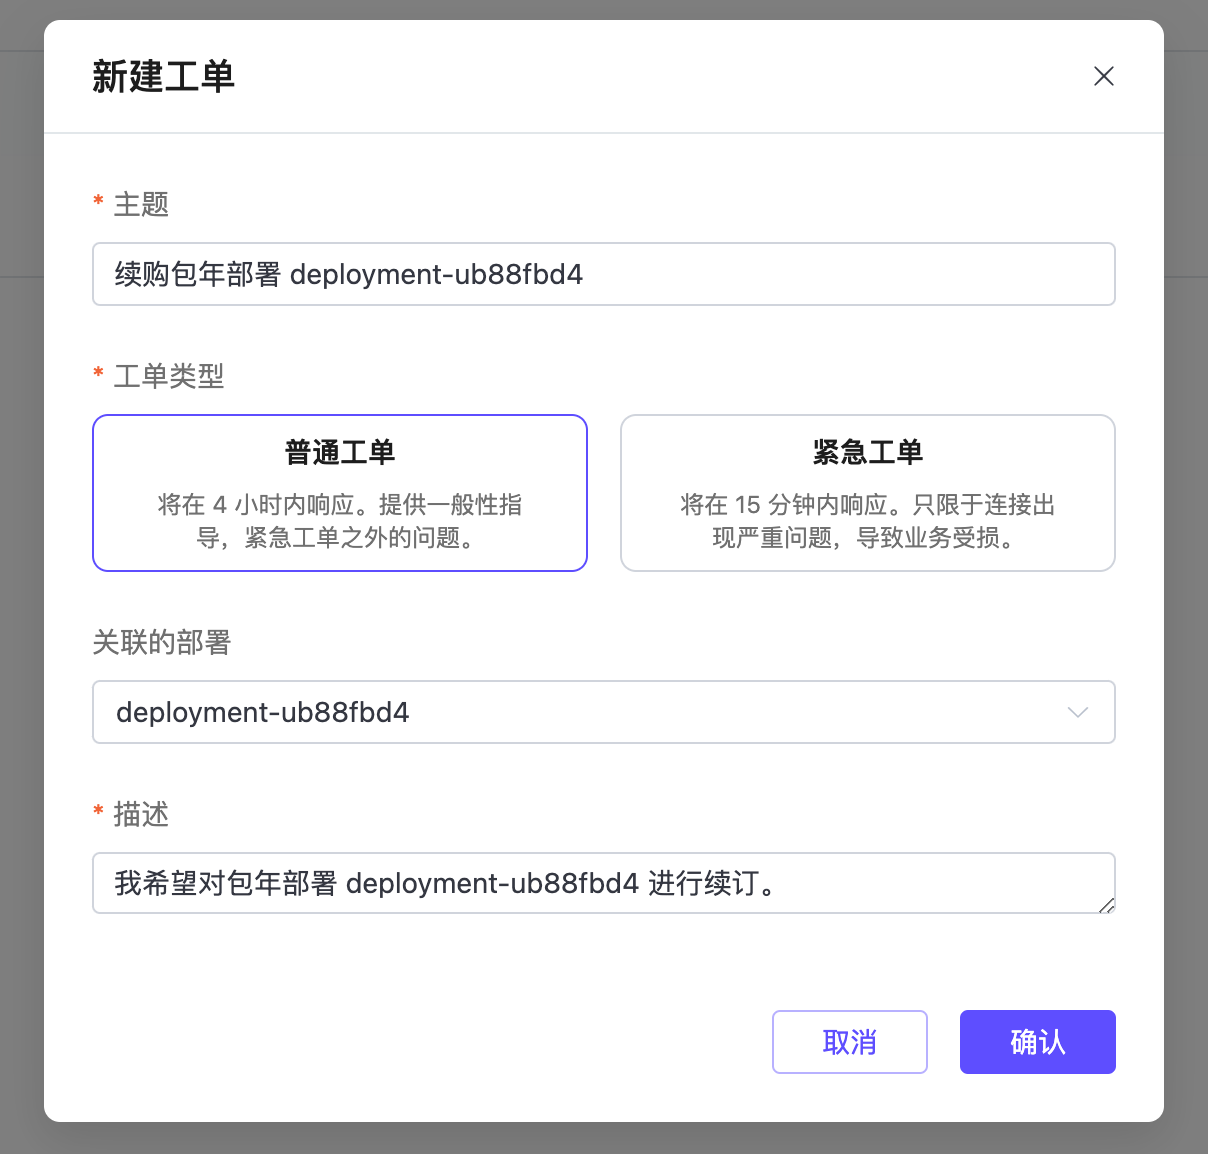 新建工单
* 主题
续购包年部署 deployment-ub88fbd4
* 工单类型
普通工单
将在 4 小时内响应。提供一般性指
导，紧急工单之外的问题。
紧急工单
将在 15 分钟内响应。只限于连接出
现严重问题，导致业务受损。
关联的部署
deployment-ub88fbd4
* 描述
我希望对包年部署 deployment-ub88fbd4 进行续订。
取消
确认